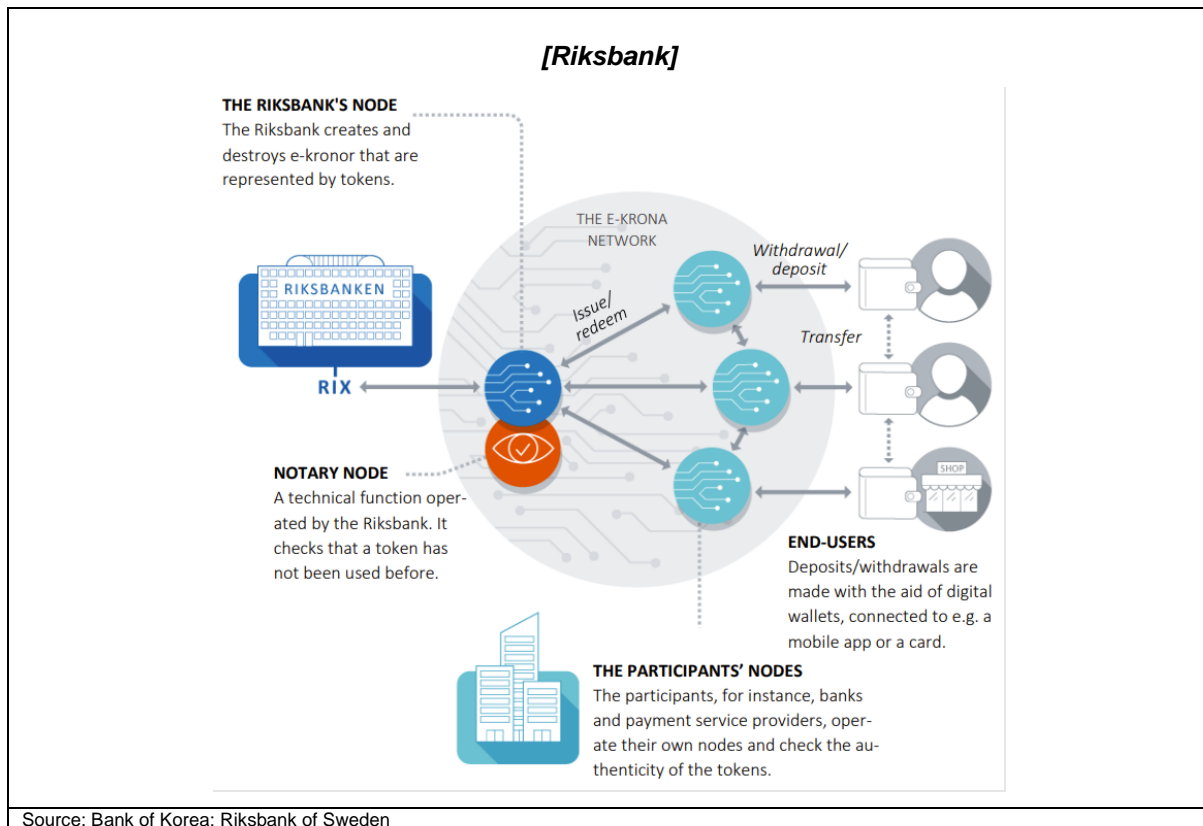 [Riksbank]
THE RIKSBANK'S NODE
The Riksbank creates and
destroys e-kronor that are
represented by tokens.
THE E-KRONA
NETWORK
Withdrawal/
deposit
RIKSBANKEN
Issue/
redeem
Transfer
RIX
NOTARY NODE
A technical function oper-
ated by the Riksbank. It
checks that a token has
not been used before.
SHOP
END-USERS
Deposits/withdrawals are
made with the aid of digital
wallets, connected to e.g. a
mobile app or a card.
THE PARTICIPANTS' NODES
The participants, for instance, banks
and payment service providers, oper-
ate their own nodes and check the au-
thenticity of the tokens.
Source: Bank of Korea; Riksbank of Sweden